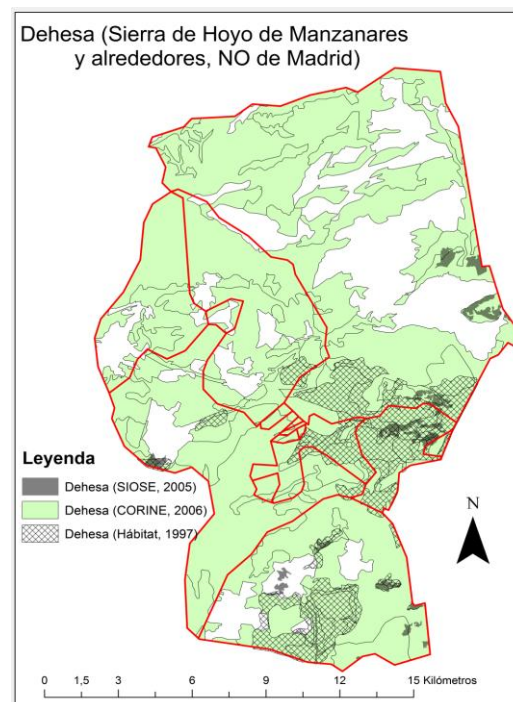 Dehesa (Sierra de Hoyo de Manzanares
y alrededores, NO de Madrid)
Leyenda
Dehesa (SIOSE, 2005)
Dehesa (CORINE, 2006)
Dehesa (Hábitat, 1997)
N
0 1,5 3 6 9 12 15 Kilómetros